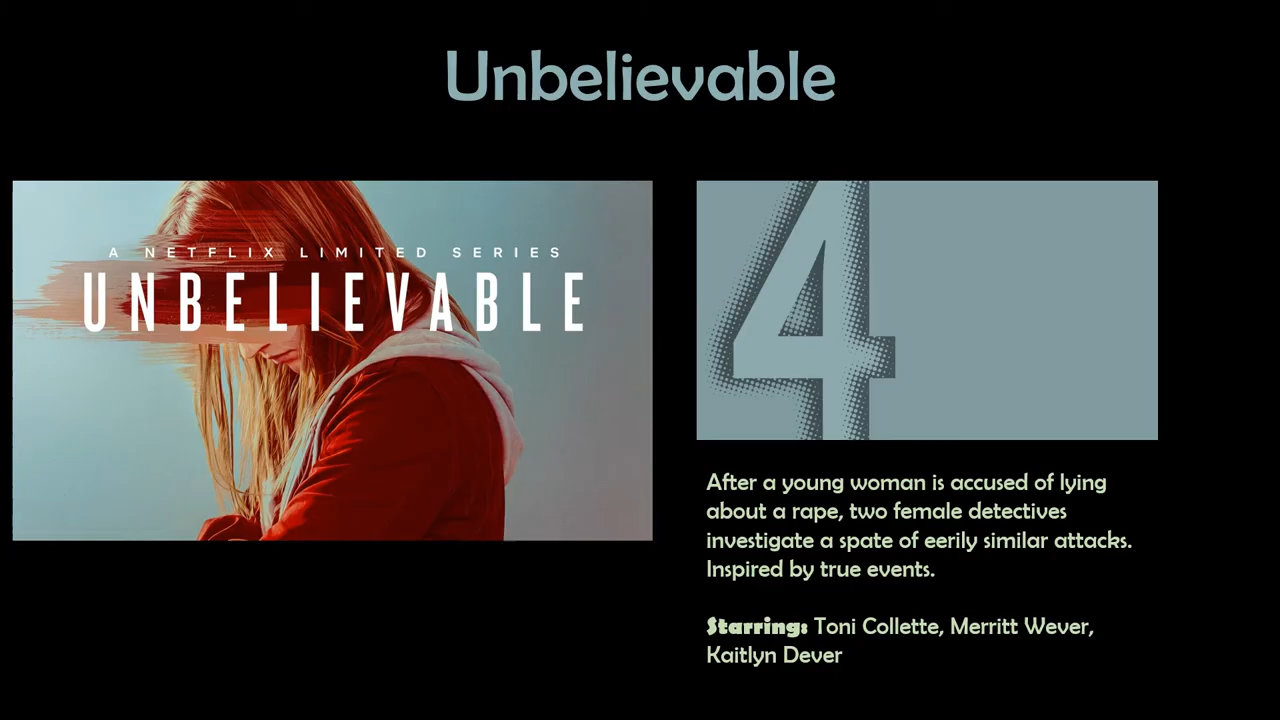 Unbelievable
A NETFLIX LIMITED SERIES
UNBELIEVABLE
4
After a young woman is accused of lying
about a rape, two female detectives
investigate a spate of eerily similar attacks.
Inspired by true events.
Starring: Toni Collette, Merritt Wever,
Kaitlyn Dever